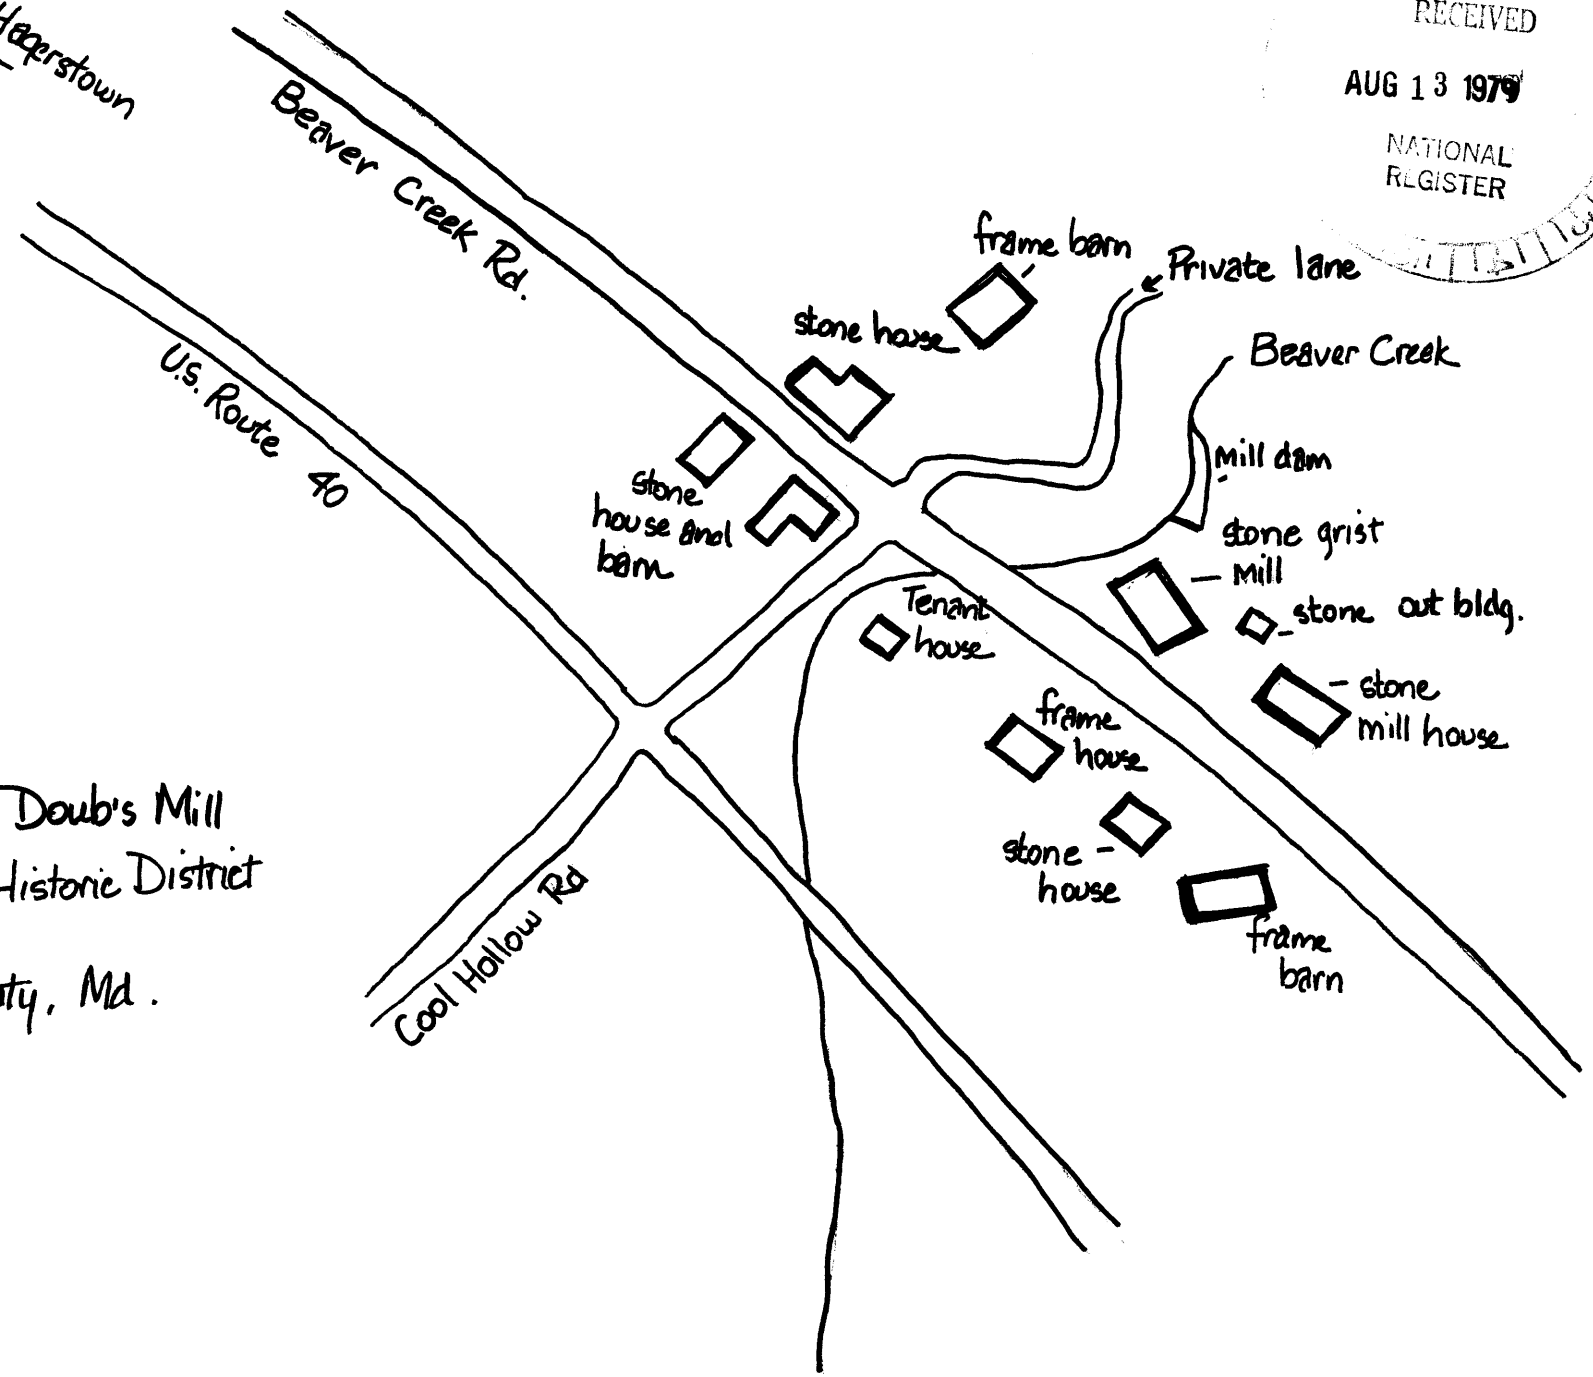 Hagerstown
RECEIVED
AUG 13 1979
NATIONAL
REGISTER
Beaver Creek Rd.
frame barn
Private lane
stone house
Beaver Creek
U.S. Route 40
mill dam
stone
house and
barn
stone grist
mill
Tenant
house
stone out bldg.
stone
mill house
frame
house
Doub's Mill
Historic District
stone
house
Cool Hollow Rd
frame
barn
nty, Md.